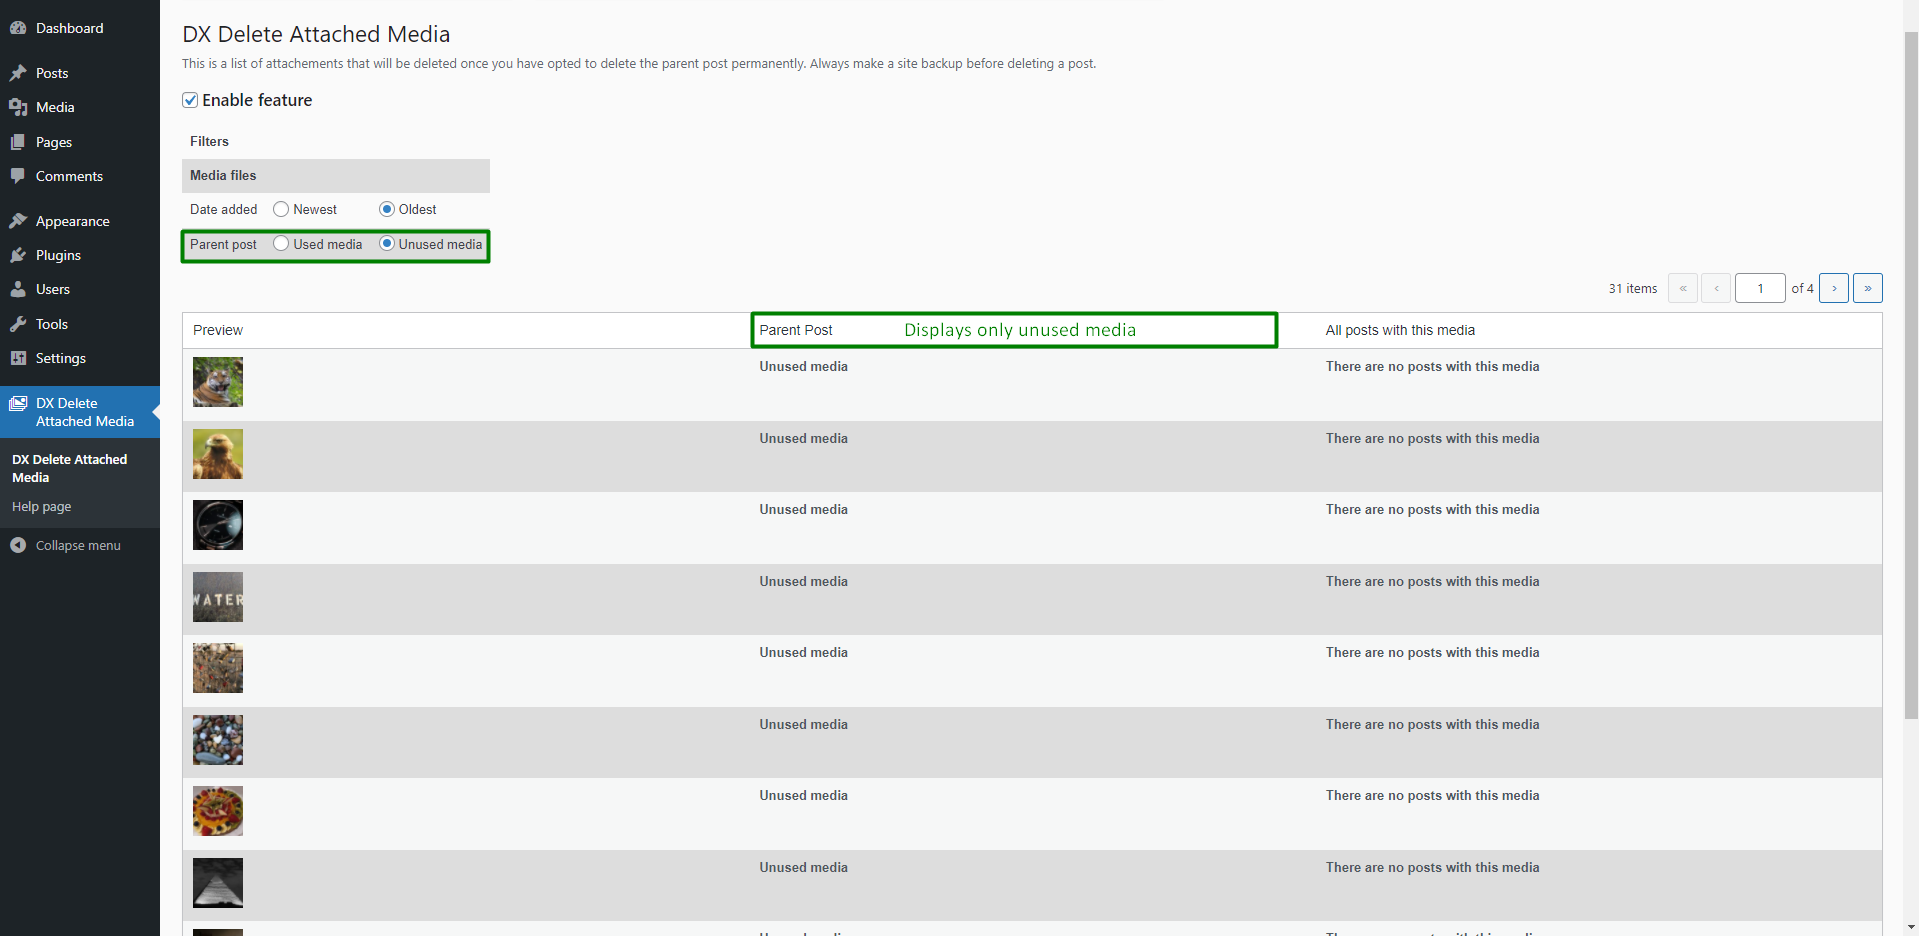 Dashboard
Posts
Media
Pages
Comments
Appearance
Plugins
Users
Tools
Settings
DX Delete
Attached Media
DX Delete Attached
Media
Help page
Collapse menu
DX Delete Attached Media
This is a list of attachements that will be deleted once you have opted to delete the parent post permanently. Always make a site backup before deleting a post.
Enable feature
Filters
Media files
Date added Newest Oldest
Parent post Used media Unused media
31 items « ‹ 1 of 4 › »
Preview Parent Post Displays only unused media All posts with this media
Unused media There are no posts with this media
Unused media There are no posts with this media
Unused media There are no posts with this media
WATER
Unused media There are no posts with this media
Unused media There are no posts with this media
Unused media There are no posts with this media
Unused media There are no posts with this media
Unused media There are no posts with this media